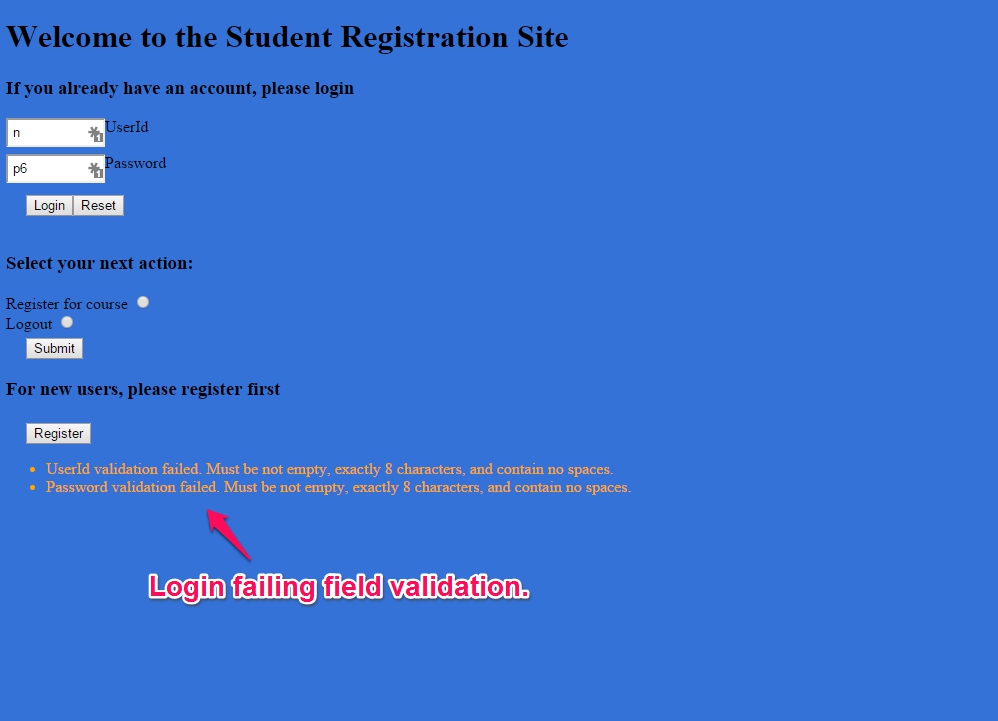 Welcome to the Student Registration Site
If you already have an account, please login
n UserId
p6 Password
Login Reset
Select your next action:
Register for course
Logout
Submit
For new users, please register first
Register
UserId validation failed. Must be not empty, exactly 8 characters, and contain no spaces.
Password validation failed. Must be not empty, exactly 8 characters, and contain no spaces.
Login failing field validation.